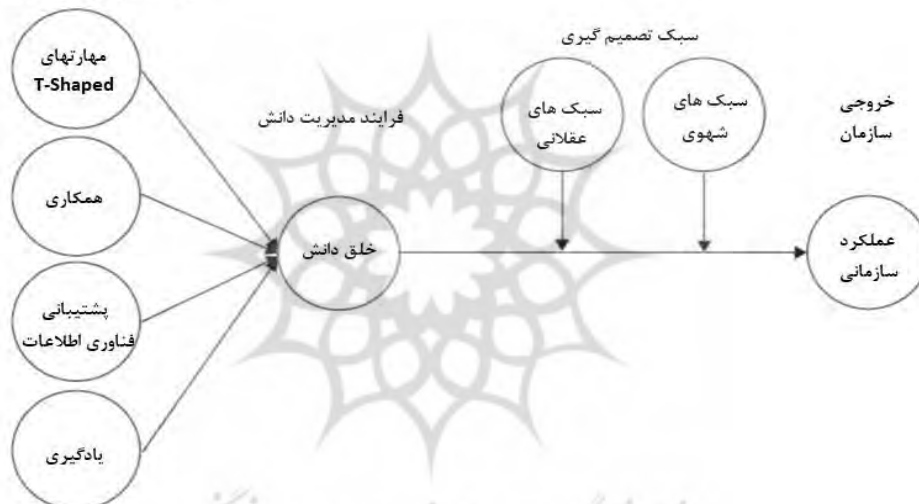 سبک تصمیم گیری
مهارتهای
T-Shaped
سبک های
عقلانی
سبک های
شهوی
خروجی
سازمان
فرایند مدیریت دانش
همکاری
خلق دانش
عملکرد
سازمانی
پشتیبانی
فناوری اطلاعات
یادگیری